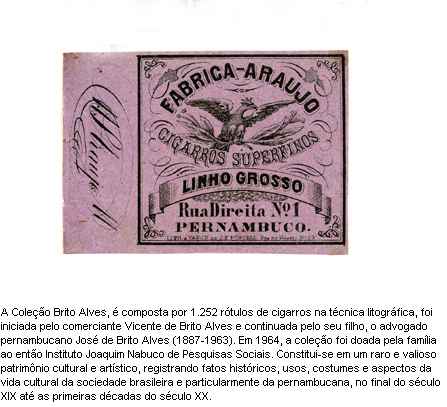 FABRICA-ARAUJO
CIGARROS SUPERFINOS
LINHO GROSSO
Rua Direita Nº 1
PERNAMBUCO.
A Coleção Brito Alves, é composta por 1.252 rótulos de cigarros na técnica litográfica, foi
iniciada pelo comerciante Vicente de Brito Alves e continuada pelo seu filho, o advogado
pernambucano José de Brito Alves (1887-1963). Em 1964, a coleção foi doada pela família
ao então Instituto Joaquim Nabuco de Pesquisas Sociais. Constitui-se em um raro e valioso
patrimônio cultural e artístico, registrando fatos históricos, usos, costumes e aspectos da
vida cultural da sociedade brasileira e particularmente da pernambucana, no final do século
XIX até as primeiras décadas do século XX.